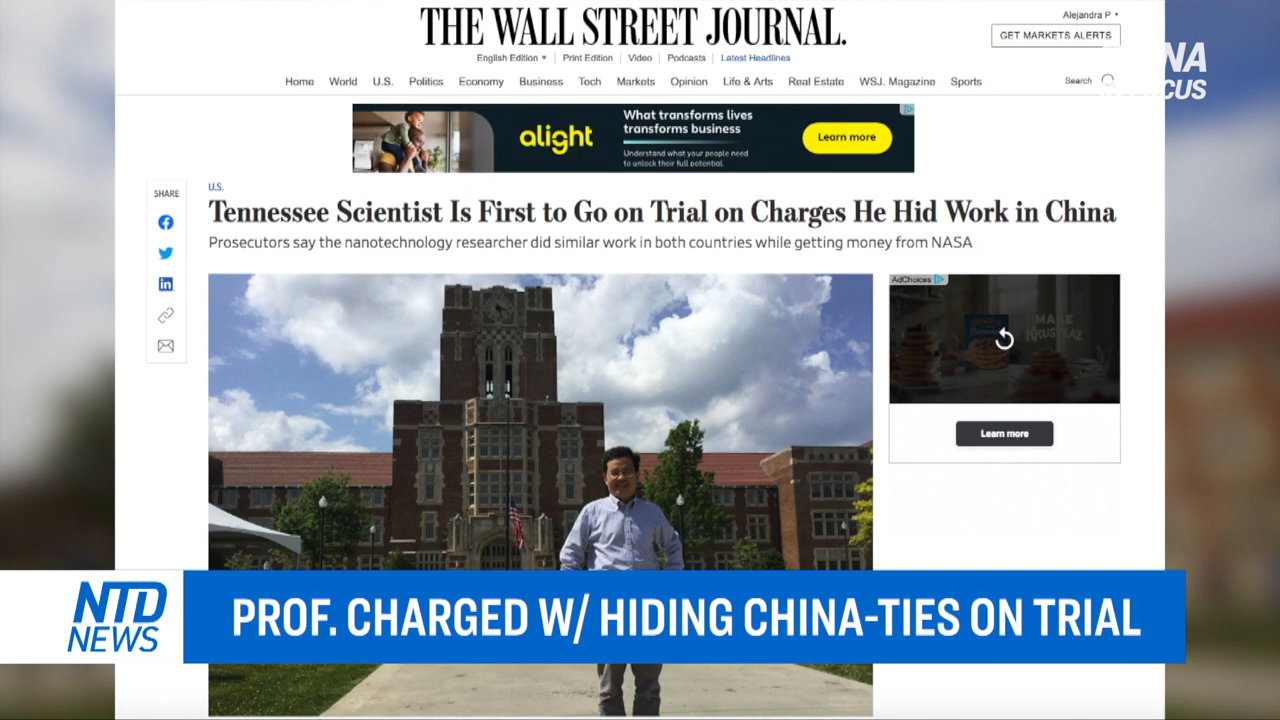 THE WALL STREET JOURNAL.
Alejandra P
GET MARKETS ALERTS
English Edition
Print Edition
Video
Podcasts
Latest Headlines
Home World U.S. Politics Economy Business Tech Markets Opinion Life & Arts Real Estate WSJ. Magazine Sports
Search
alight
What transforms lives
transforms business
Understand what your people need
to unlock their full potential.
Learn more
SHARE
U.S.
Tennessee Scientist Is First to Go on Trial on Charges He Hid Work in China
Prosecutors say the nanotechnology researcher did similar work in both countries while getting money from NASA
AdChoices
MAKE
KRUSTEAZ
Learn more
NTD
NEWS
PROF. CHARGED W/ HIDING CHINA-TIES ON TRIAL